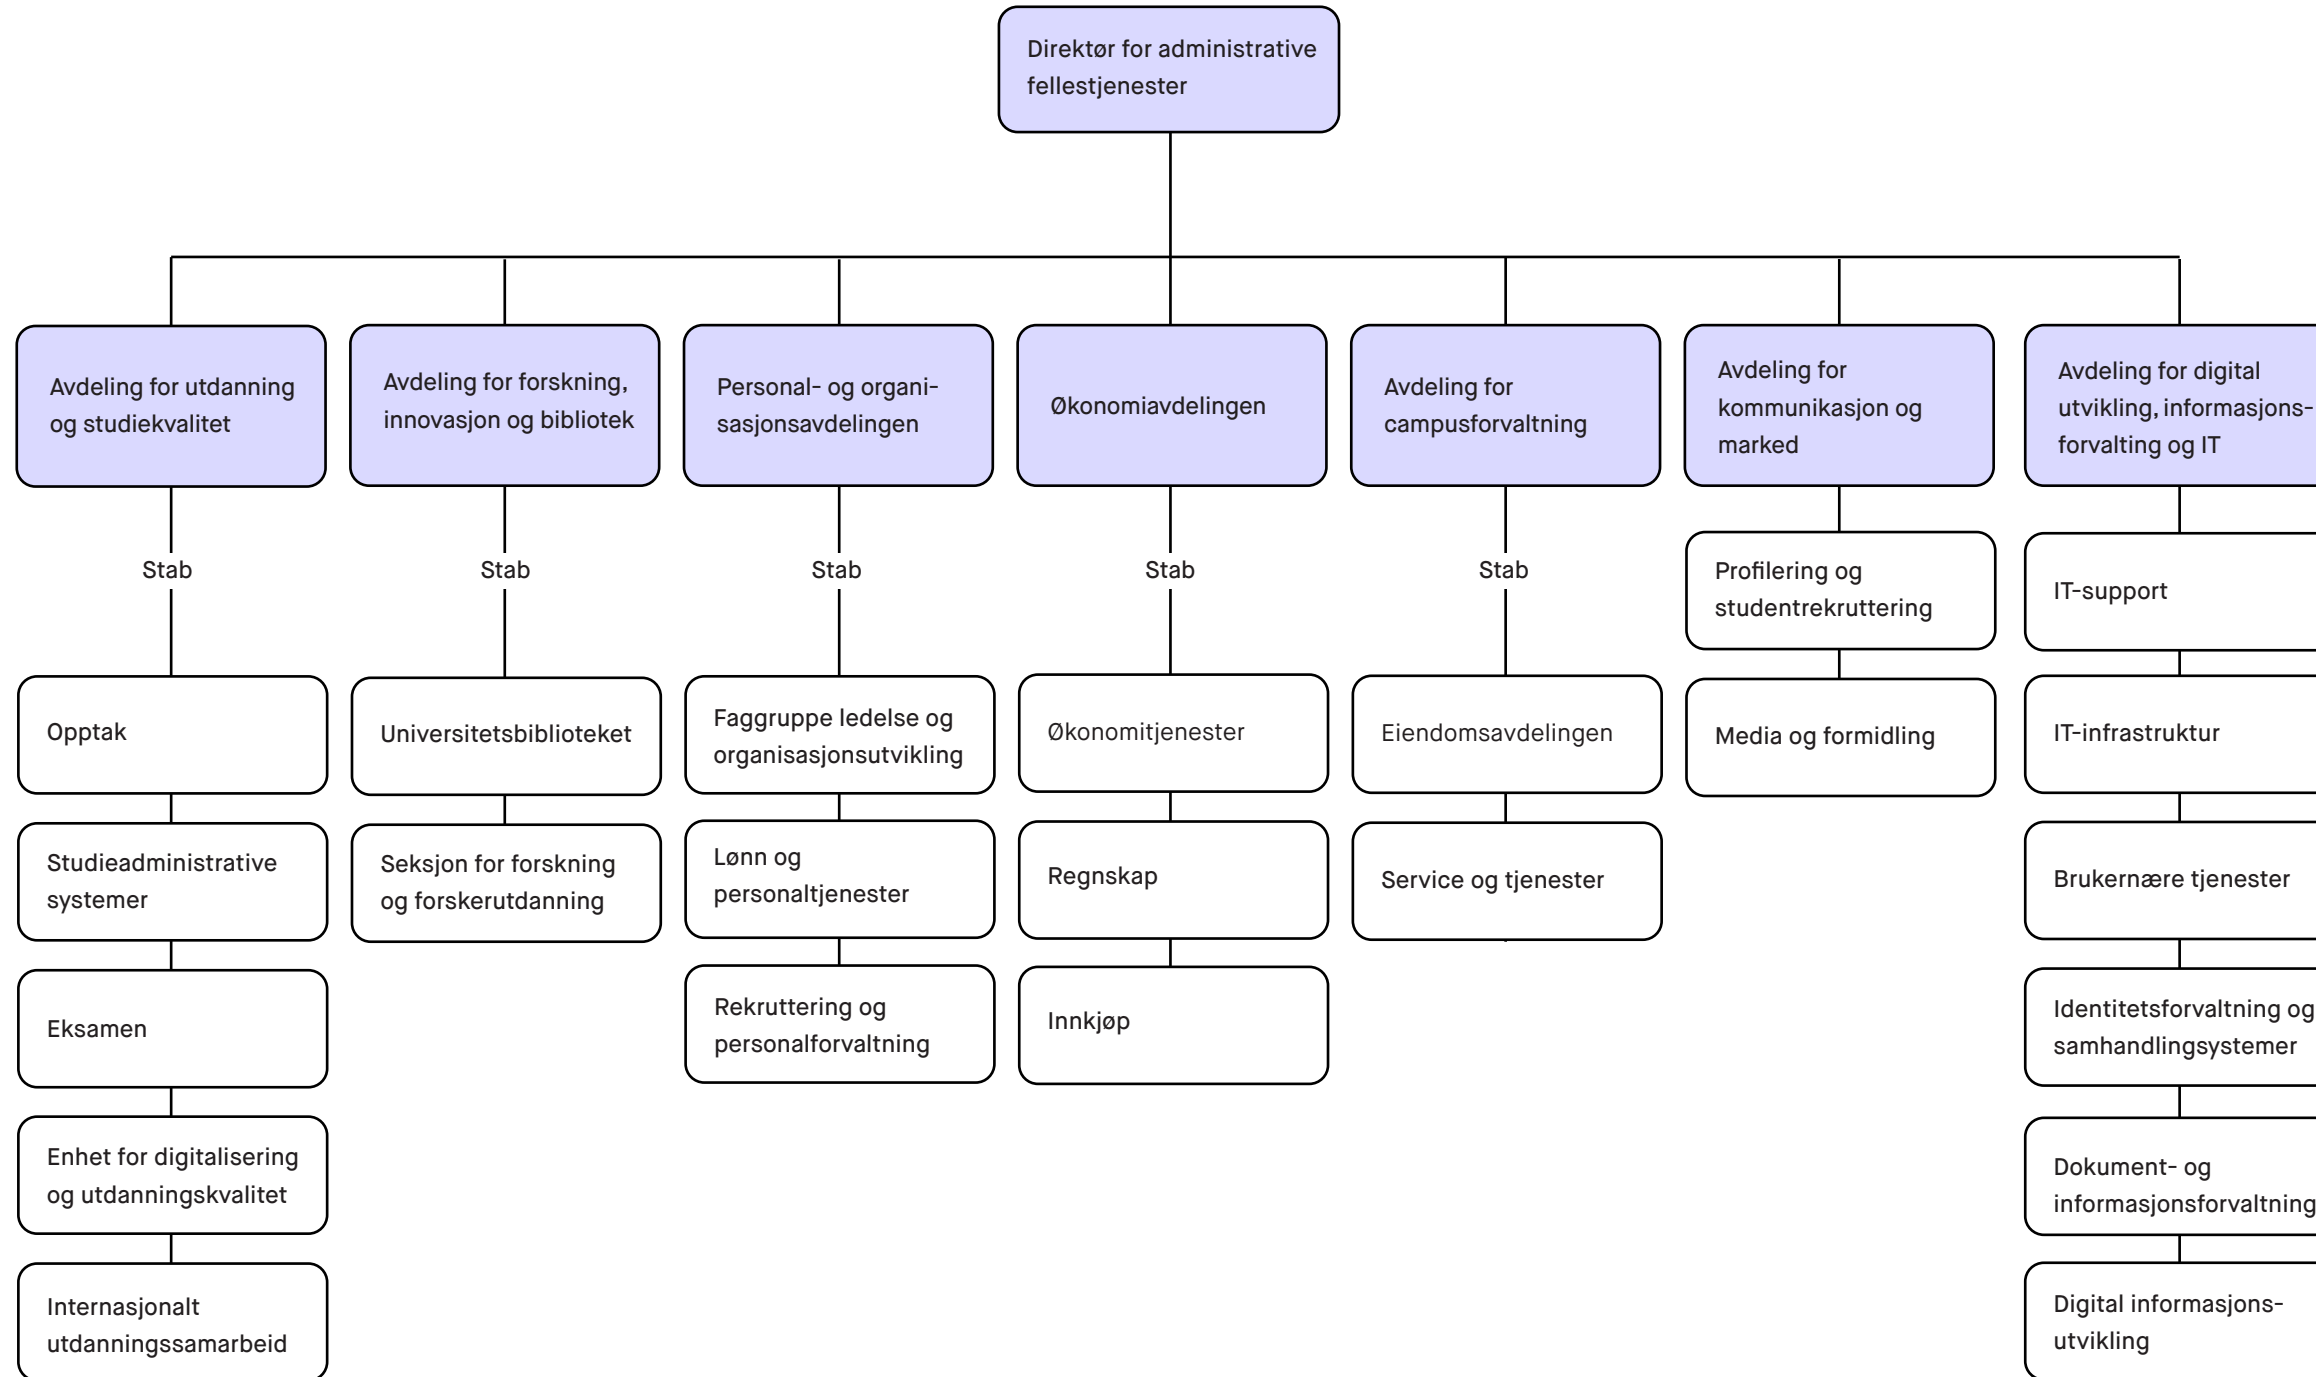 Direktør for administrative
fellestjenester
Avdeling for utdanning
og studiekvalitet
Avdeling for forskning,
innovasjon og bibliotek
Personal- og organi-
sasjonsavdelingen
Økonomiavdelingen
Avdeling for
campusforvaltning
Avdeling for
kommunikasjon og
marked
Avdeling for digital
utvikling, informasjons-
forvalting og IT
Stab
Stab
Stab
Stab
Stab
Opptak
Studieadministrative
systemer
Eksamen
Enhet for digitalisering
og utdanningskvalitet
Internasjonalt
utdanningssamarbeid
Universitetsbiblioteket
Seksjon for forskning
og forskerutdanning
Faggruppe ledelse og
organisasjonsutvikling
Lønn og
personaltjenester
Rekruttering og
personalforvaltning
Økonomitjenester
Regnskap
Innkjøp
Eiendomsavdelingen
Service og tjenester
Profilering og
studentrekruttering
Media og formidling
IT-support
IT-infrastruktur
Brukernære tjenester
Identitetsforvaltning og
samhandlingsystemer
Dokument- og
informasjonsforvaltning
Digital informasjons-
utvikling